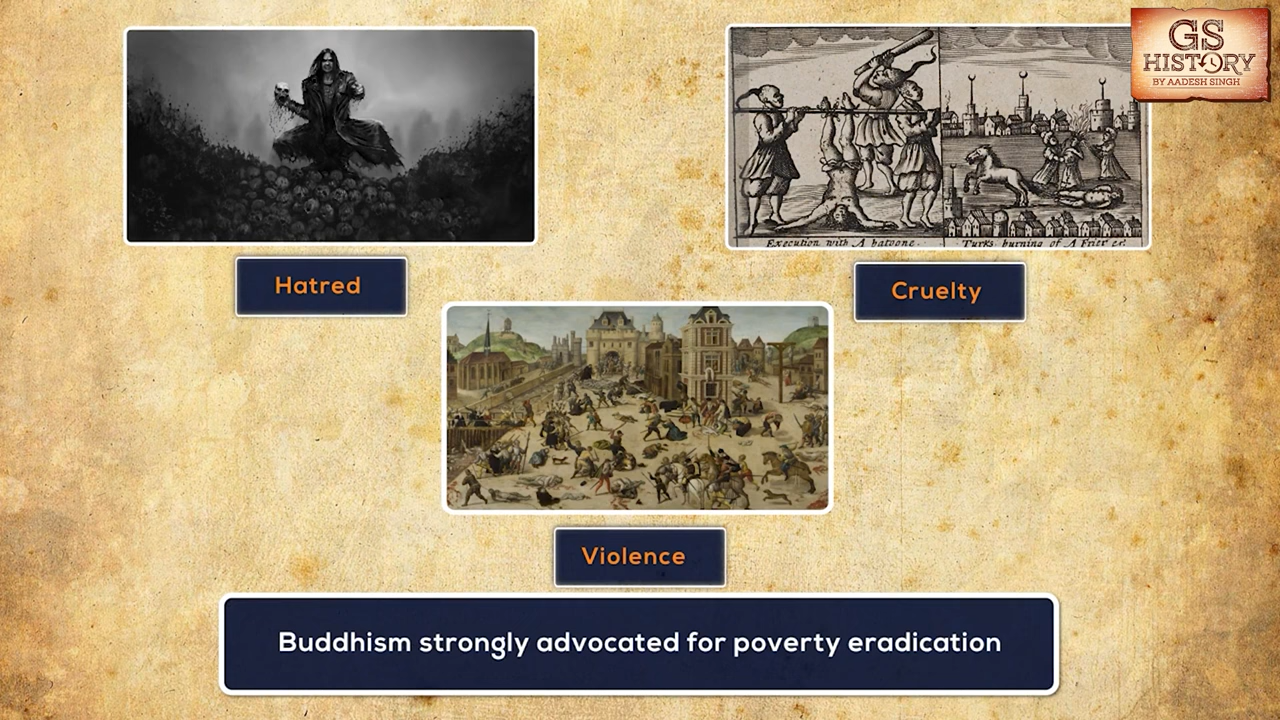 GS
HISTORY
BY AADESH SINGH
Execution with A batoone.
Turks burning of A Frier etc
Hatred
Cruelty
Violence
Buddhism strongly advocated for poverty eradication